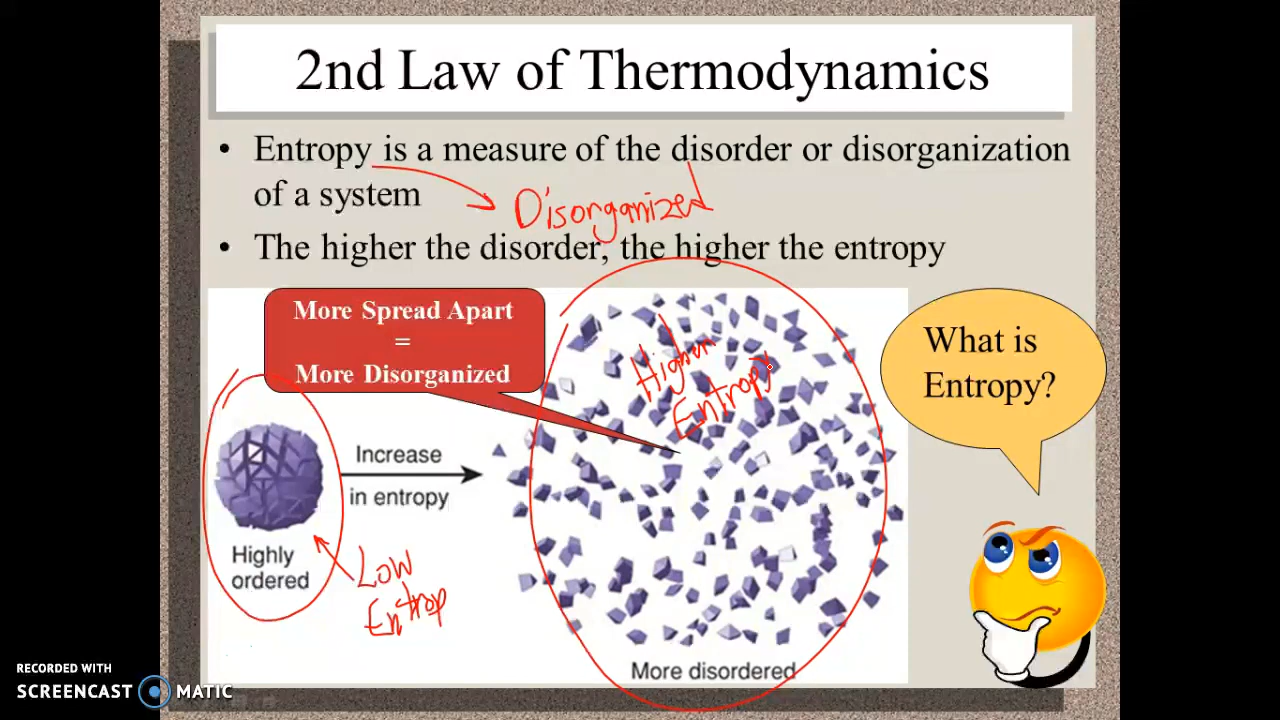 2nd Law of Thermodynamics
• Entropy is a measure of the disorder or disorganization
of a system
Disorganized
• The higher the disorder, the higher the entropy
More Spread Apart
=
More Disorganized
Higher
Entropy
What is
Entropy?
Increase
in entropy
Highly
ordered
Low
Entrop
More disordered
RECORDED WITH
SCREENCAST MATIC